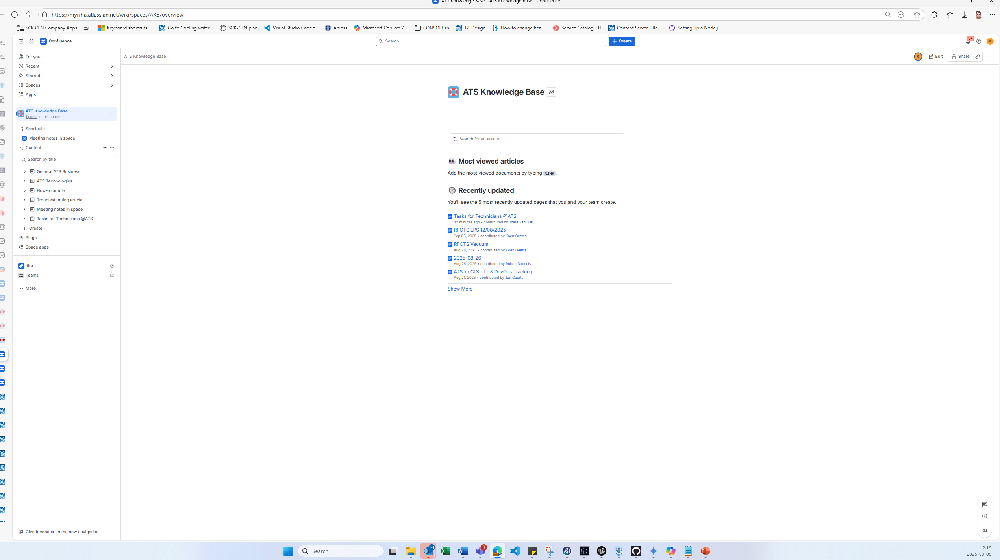 ATS Knowledge Base - ATS Knowledge Base - Confluence
https://myrrha.atlassian.net/wiki/spaces/AKB/overview
SCK CEN Company Apps
Keyboard shortcuts...
Go to Cooling water...
SCK•CEN plan
Visual Studio Code t...
Abicus
Microsoft Copilot: Y...
CONSOLE.rh
12-Design
How to change hea...
Service Catalog - IT
Content Server - Re...
Setting up a Node.j...
Confluence
Search
Create
9+
G
For you
Recent
Starred
Spaces
Apps
ATS Knowledge Base
1 guest in this space
Shortcuts
Meeting notes in space
Content
Search by title
General ATS Business
ATS Technologies
How-to article
Troubleshooting article
Meeting notes in space
Tasks for Technicians @ATS
Create
Blogs
Space apps
Jira
Teams
More
Give feedback on the new navigation
ATS Knowledge Base
G
Edit
Share
ATS Knowledge Base
Search for an article
Most viewed articles
Add the most viewed documents by typing /LINK.
Recently updated
You'll see the 5 most recently updated pages that you and your team create.
Tasks for Technicians @ATS
42 minutes ago • contributed by Toine Van Gils
RFCTS LPS 12/08/2025
Sep 03, 2025 • contributed by Koen Geerts
RFCTS Vacuum
Aug 28, 2025 • contributed by Koen Geerts
2025-08-26
Aug 26, 2025 • contributed by Ruben Daneels
ATS ↔ CIS - IT & DevOps Tracking
Aug 21, 2025 • contributed by Jan Geerts
Show More
Search
3
12:19
2025-09-08